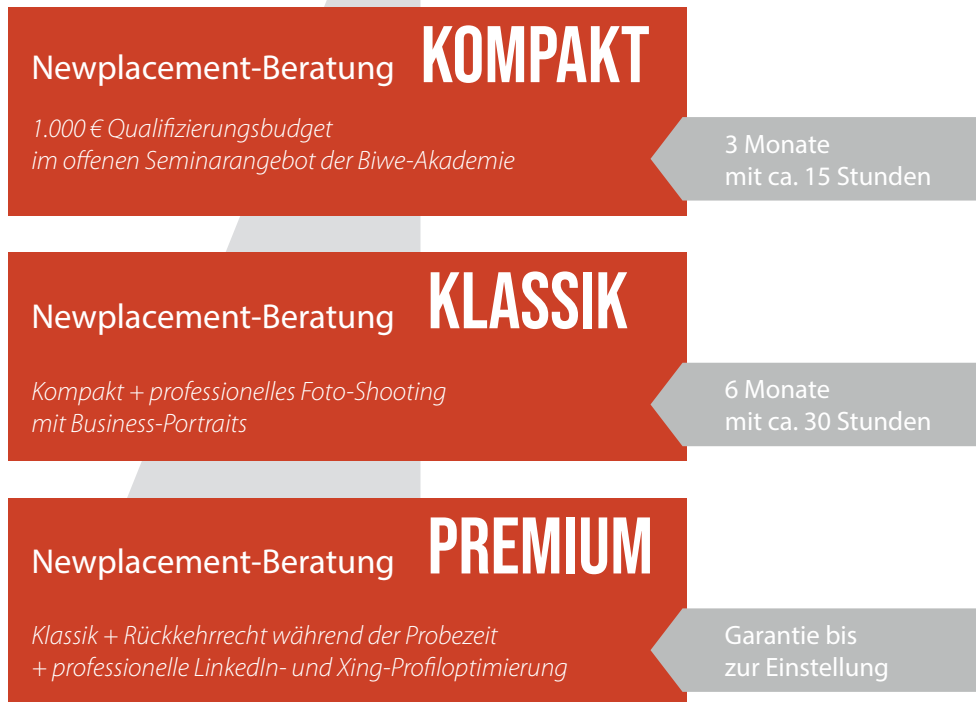 Newplacement-Beratung KOMPAKT
1.000 € Qualifizierungsbudget
im offenen Seminarangebot der Biwe-Akademie
3 Monate
mit ca. 15 Stunden
Newplacement-Beratung KLASSIK
Kompakt + professionelles Foto-Shooting
mit Business-Portraits
6 Monate
mit ca. 30 Stunden
Newplacement-Beratung PREMIUM
Klassik + Rückkehrrecht während der Probezeit
+ professionelle LinkedIn- und Xing-Profiloptimierung
Garantie bis
zur Einstellung